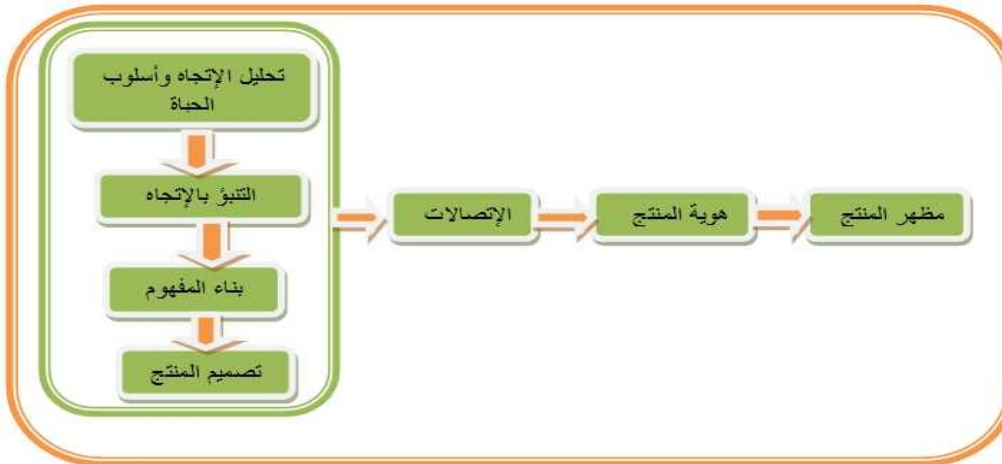 تحليل الإتجاه وأسلوب
الحياة
التنبؤ بالإتجاه
بناء المفهوم
تصميم المنتج
الإتصالات
هوية المنتج
مظهر المنتج